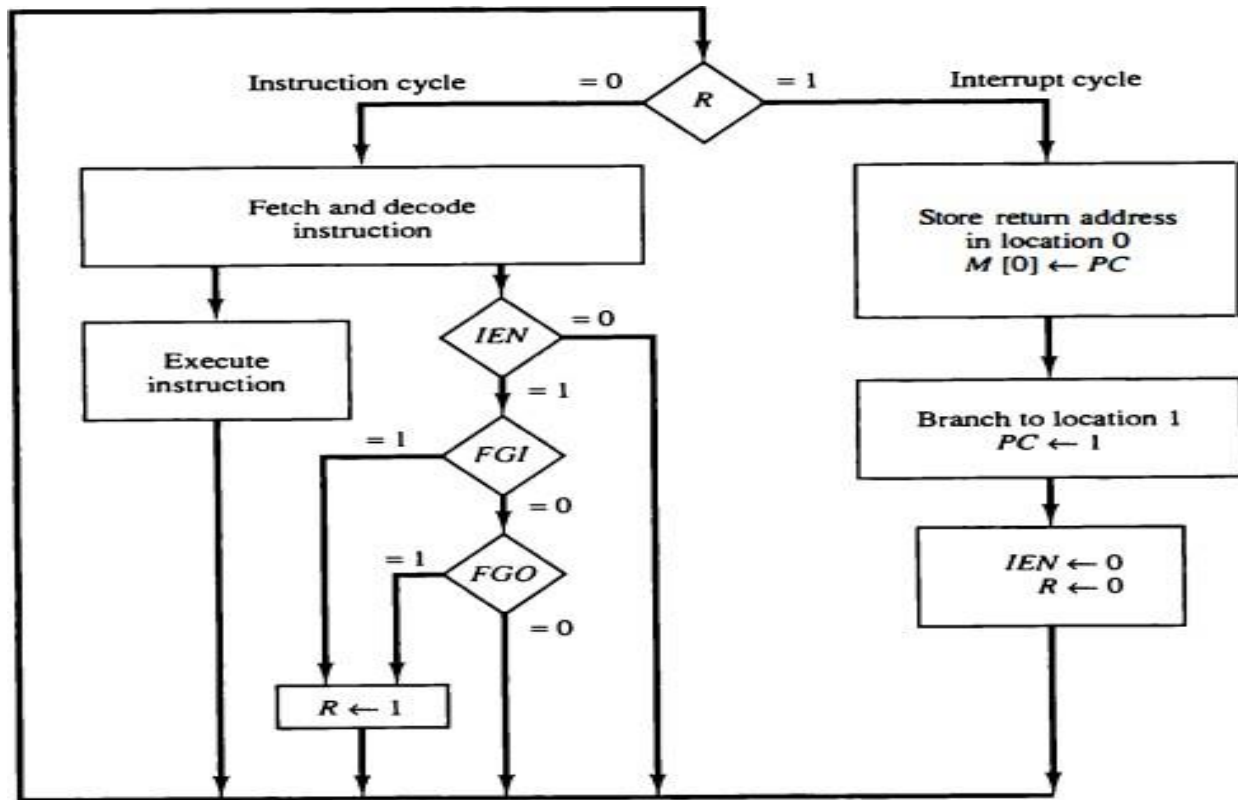 R
= 0
= 1
Instruction cycle
Interrupt cycle
Fetch and decode
instruction
Store return address
in location 0
M [0] ← PC
IEN
= 0
= 1
Execute
instruction
Branch to location 1
PC ← 1
FGI
= 1
= 0
FGO
= 1
= 0
IEN ← 0
R ← 0
R ← 1